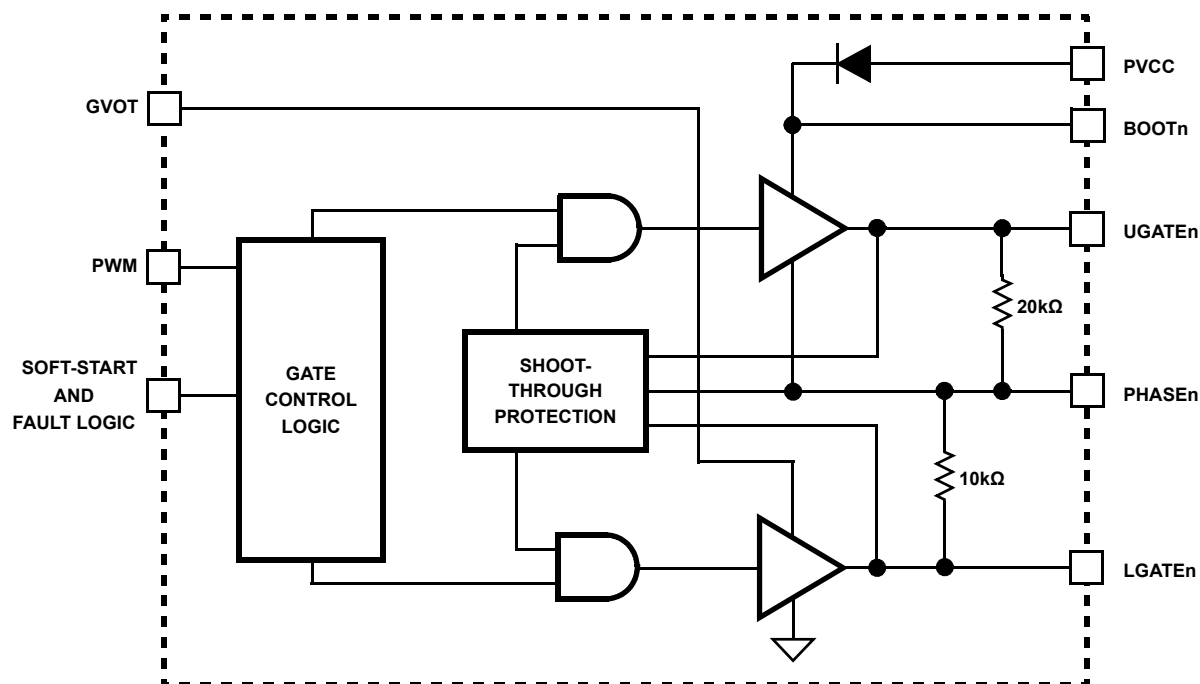 PVCC
GVOT
BOOTn
UGATEn
PWM
20kΩ
SOFT-START
AND
FAULT LOGIC
GATE
CONTROL
LOGIC
SHOOT-
THROUGH
PROTECTION
PHASEn
10kΩ
LGATEn